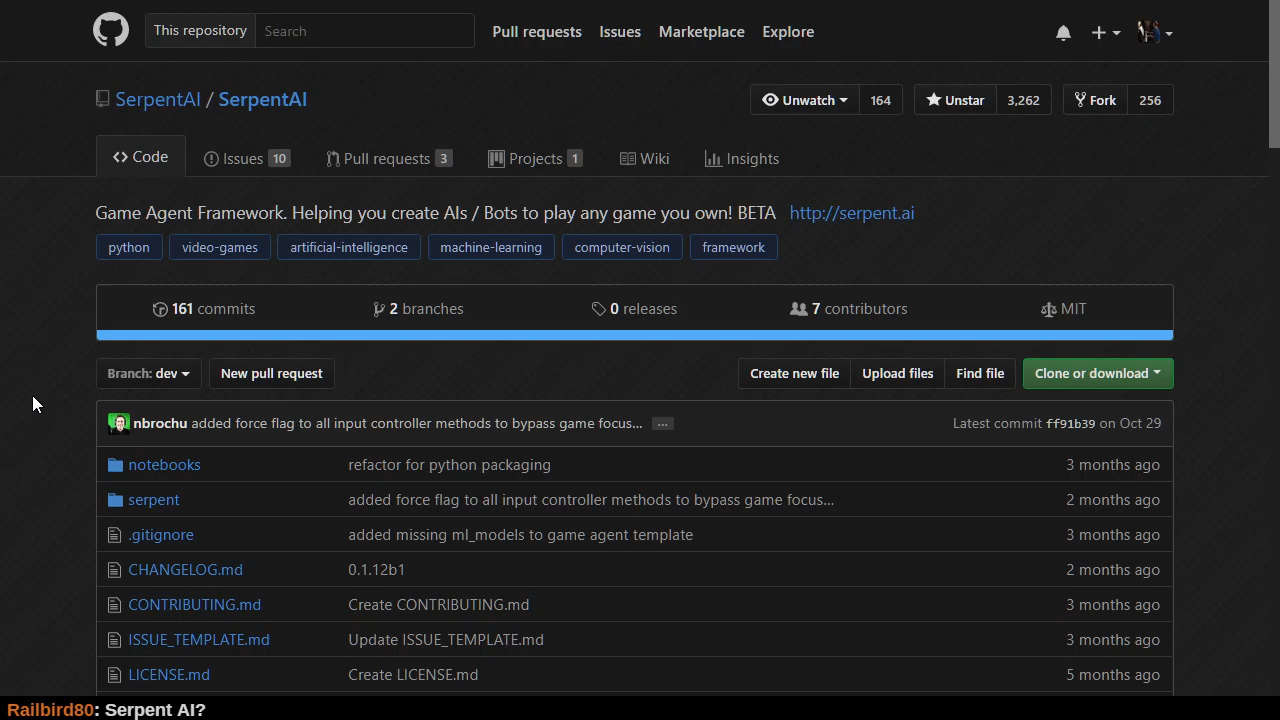 This repository Search Pull requests Issues Marketplace Explore
SerpentAI / SerpentAI Unwatch 164 Unstar 3,262 Fork 256
Code Issues 10 Pull requests 3 Projects 1 Wiki Insights
Game Agent Framework. Helping you create AIs / Bots to play any game you own! BETA http://serpent.ai
python video-games artificial-intelligence machine-learning computer-vision framework
161 commits 2 branches 0 releases 7 contributors MIT
Branch: dev New pull request Create new file Upload files Find file Clone or download
nbrochu added force flag to all input controller methods to bypass game focus... ... Latest commit ff91b39 on Oct 29
notebooks refactor for python packaging 3 months ago
serpent added force flag to all input controller methods to bypass game focus... 2 months ago
.gitignore added missing ml_models to game agent template 3 months ago
CHANGELOG.md 0.1.12b1 2 months ago
CONTRIBUTING.md Create CONTRIBUTING.md 3 months ago
ISSUE_TEMPLATE.md Update ISSUE_TEMPLATE.md 3 months ago
LICENSE.md Create LICENSE.md 5 months ago
Railbird80: Serpent AI?